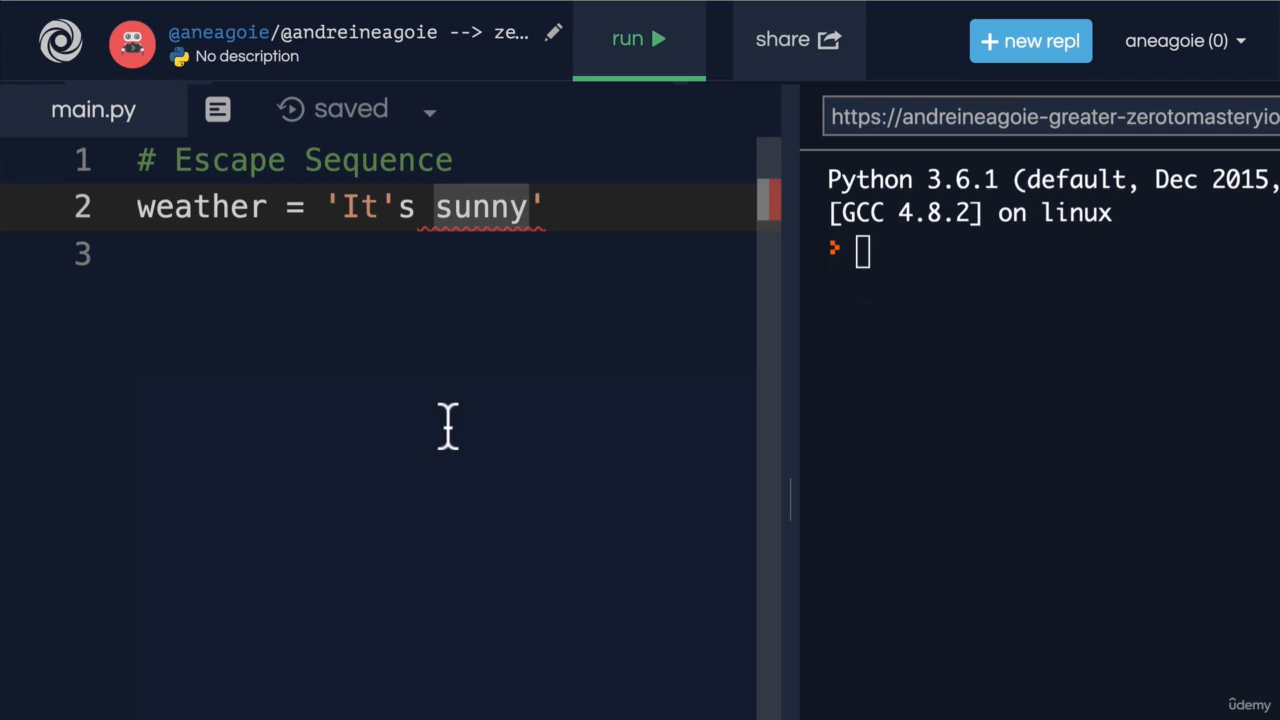 @aneagoie/@andreineagoie --> ze...
No description
run
share
+ new repl
aneagoie (0)
main.py
saved
https://andreineagoie-greater-zerotomasteryio
1 # Escape Sequence
2 weather = 'It's sunny'
3
Python 3.6.1 (default, Dec 2015,
[GCC 4.8.2] on linux
ûdemy